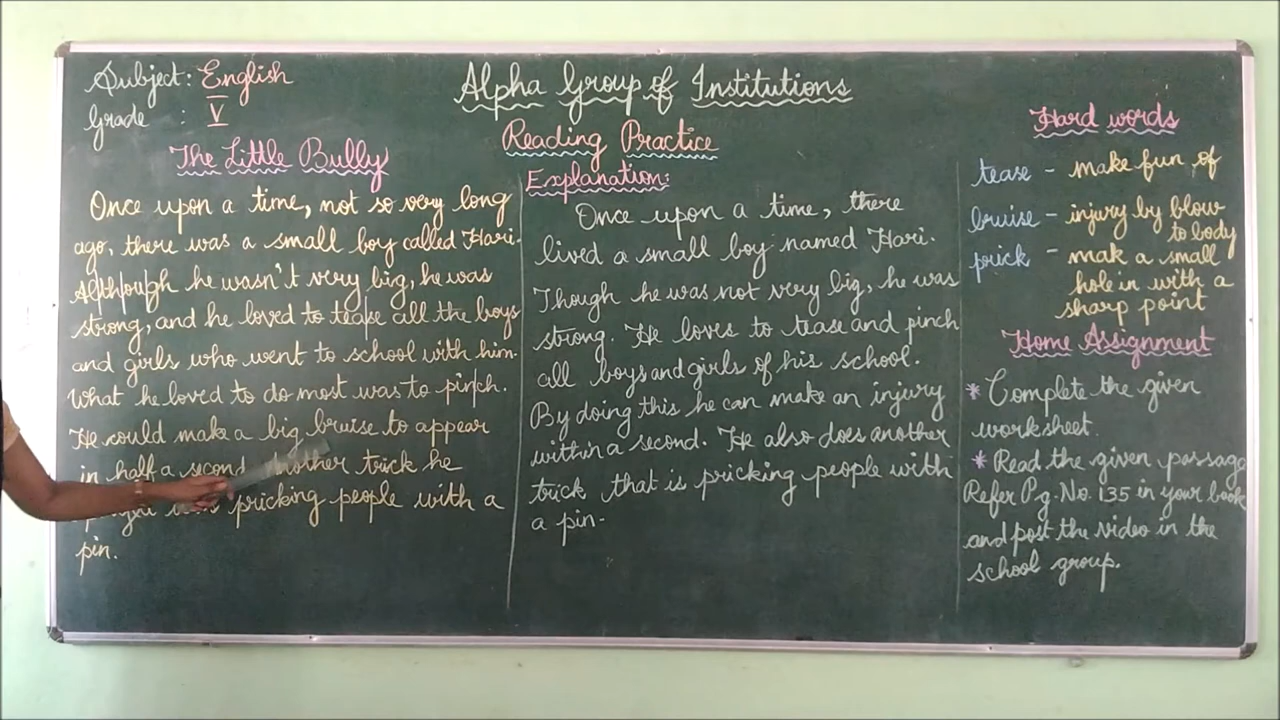 Subject: English
Grade : V
Alpha Group of Institutions
Reading Practice
The Little Bully
Once upon a time, not so very long
ago, there was a small boy called Hari.
Although he wasn't very big, he was
strong, and he loved to tease all the boys
and girls who went to school with him.
What he loved to do most was to pinch.
He could make a big bruise to appear
in half a second Another trick he
pricking people with a
pin.
Explanation:
Once upon a time, there
lived a small boy named Hari.
Though he was not very big, he was
strong. He loves to tease and pinch
all boys and girls of his school.
By doing this he can make an injury
within a second. He also does another
trick that is pricking people with
a pin.
Hard words
tease - make fun of
bruise - injury by blow
to body
prick - make a small
hole in with a
sharp point
Home Assignment
* Complete the given
worksheet.
* Read the given passage
Refer Pg. No. 135 in your book
and post the video in the
school group.